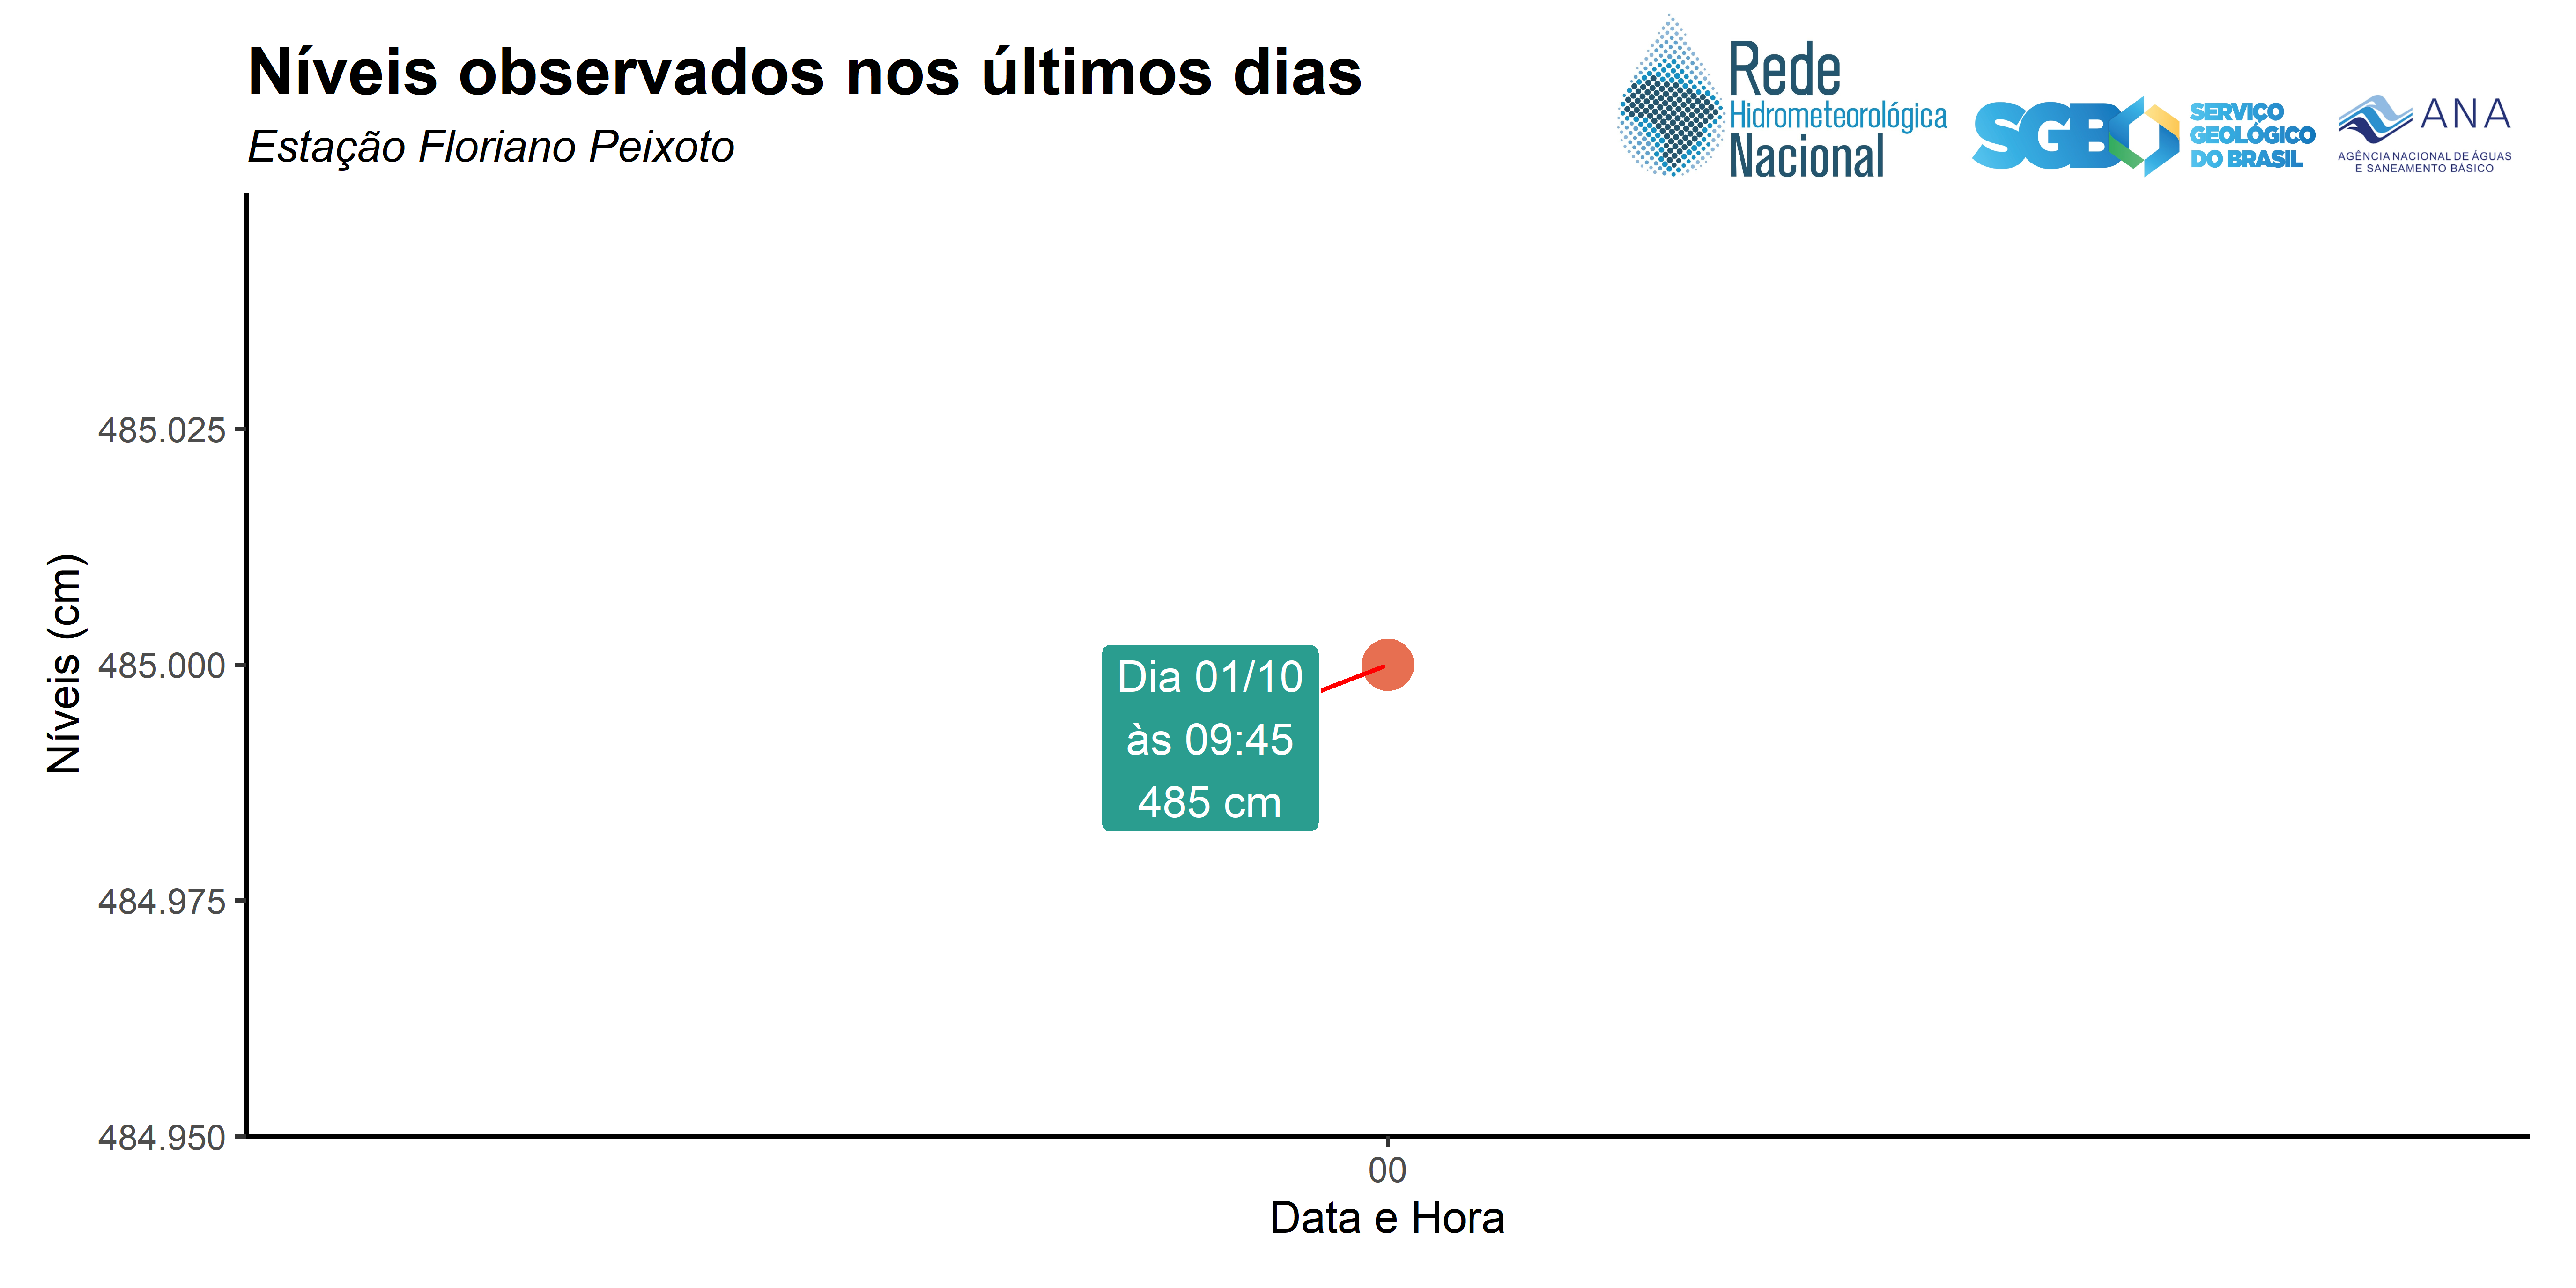 Níveis observados nos últimos dias
Estação Floriano Peixoto
Rede
Hidrometeorológica
Nacional
SGB
SERVIÇO
GEOLÓGICO
DO BRASIL
ANA
AGÊNCIA NACIONAL DE ÁGUAS
E SANEAMENTO BÁSICO
Níveis (cm)
485.025
485.000
484.975
484.950
Dia 01/10
às 09:45
485 cm
00
Data e Hora